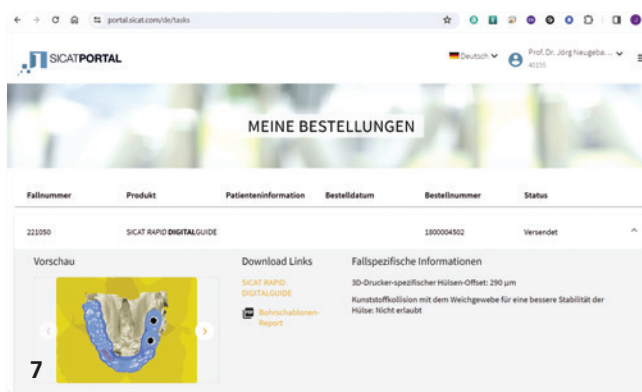 portal.sicat.com/de/tasks
SICATPORTAL
Deutsch
Prof. Dr. Jörg Neugeba...
40155
MEINE BESTELLUNGEN
Fallnummer Produkt Patienteninformation Bestelldatum Bestellnummer Status
221050 SICAT RAPID DIGITALGUIDE 1800004502 Versendet
Vorschau Download Links Fallspezifische Informationen
SICAT RAPID
DIGITALGUIDE
3D-Drucker-spezifischer Hülsen-Offset: 290 µm
Bohrschablonen-
Report
Kunststoffkollision mit dem Weichgewebe für eine bessere Stabilität der
Hülse: Nicht erlaubt
7